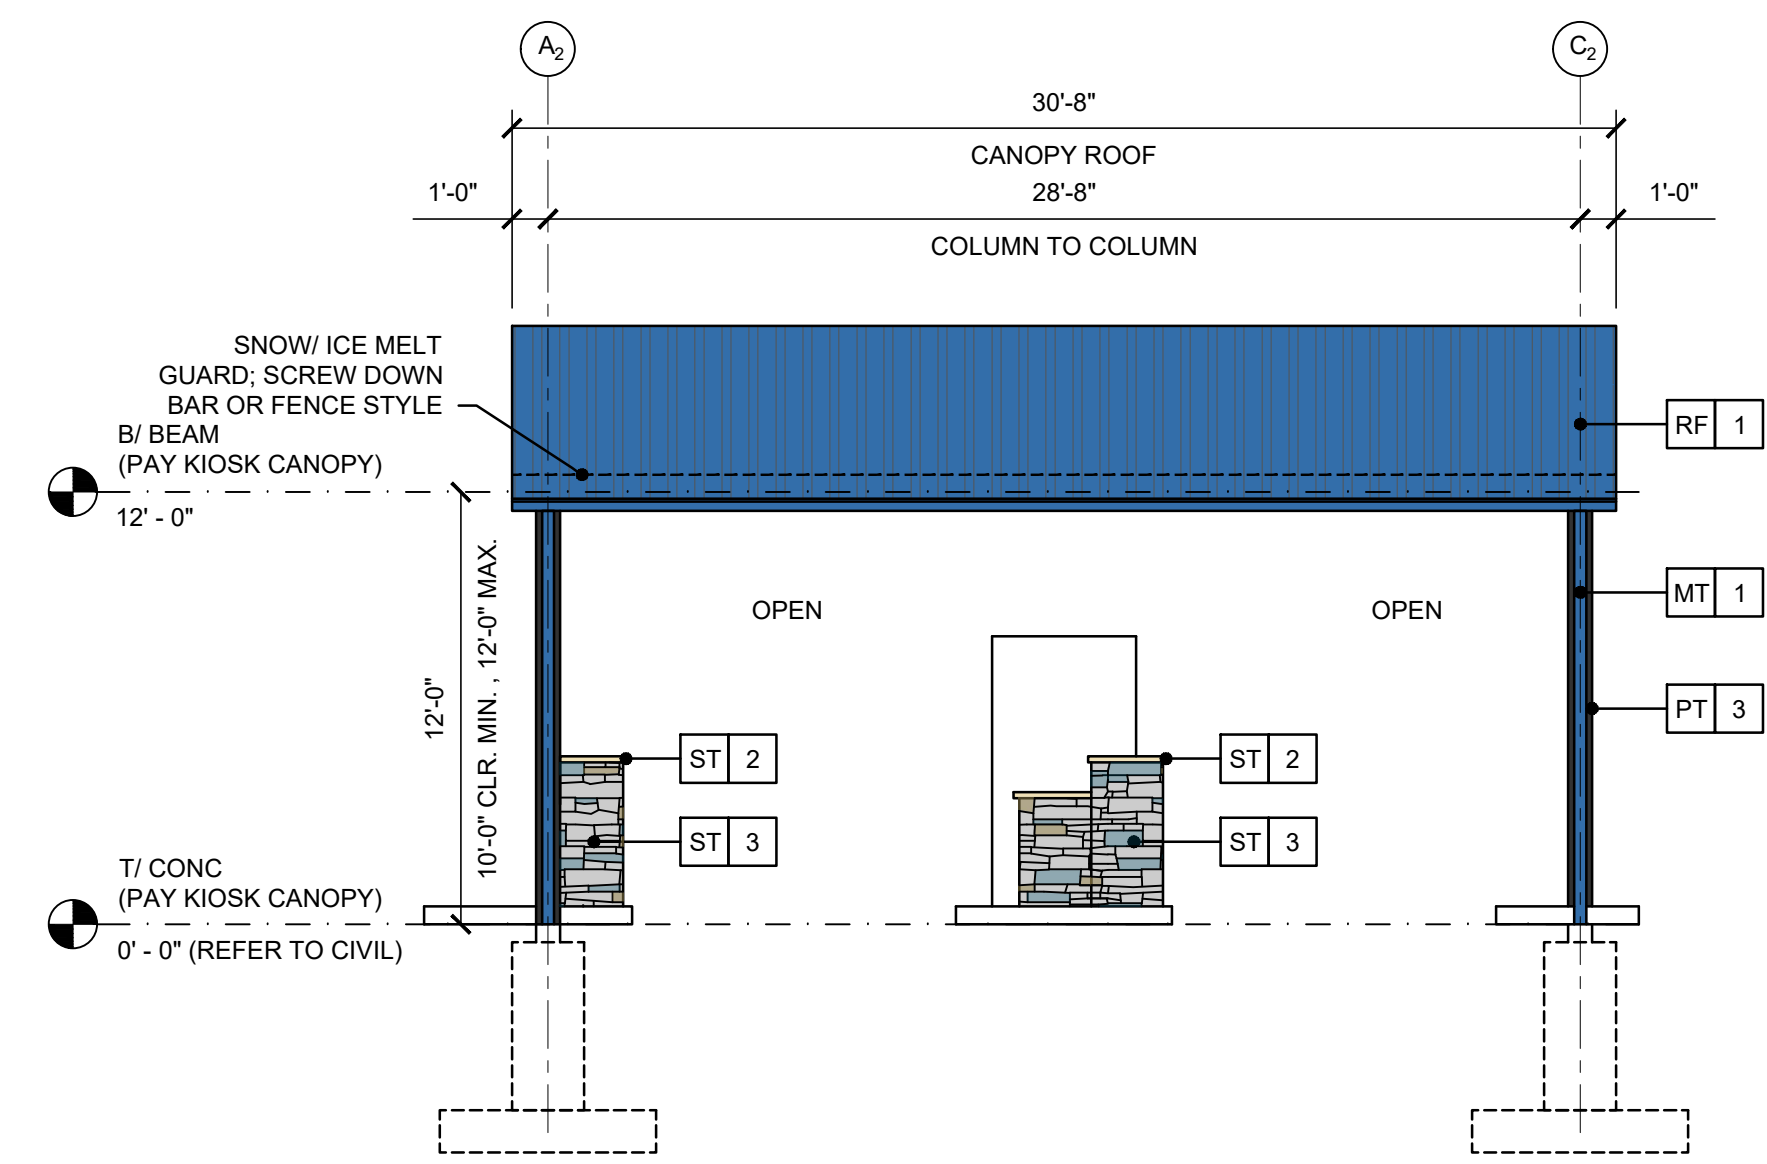 A2
C2
30'-8"
CANOPY ROOF
1'-0"
28'-8"
1'-0"
COLUMN TO COLUMN
SNOW/ ICE MELT
GUARD; SCREW DOWN
BAR OR FENCE STYLE
RF 1
B/ BEAM
(PAY KIOSK CANOPY)
12' - 0"
MT 1
OPEN
OPEN
12'-0"
10'-0" CLR. MIN. , 12'-0" MAX.
PT 3
ST 2
ST 2
ST 3
ST 3
T/ CONC
(PAY KIOSK CANOPY)
0' - 0" (REFER TO CIVIL)